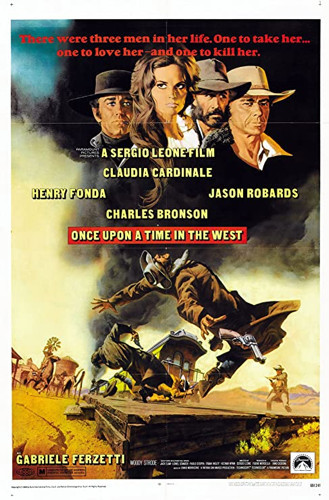 There were three men in her life. One to take her...
one to love her—and one to kill her.
PARAMOUNT
PICTURES
PRESENTS
A SERGIO LEONE FILM
CLAUDIA CARDINALE
HENRY FONDA
JASON ROBARDS
CHARLES BRONSON
ONCE UPON A TIME IN THE WEST
GABRIELE FERZETTI
WOODY STRODE